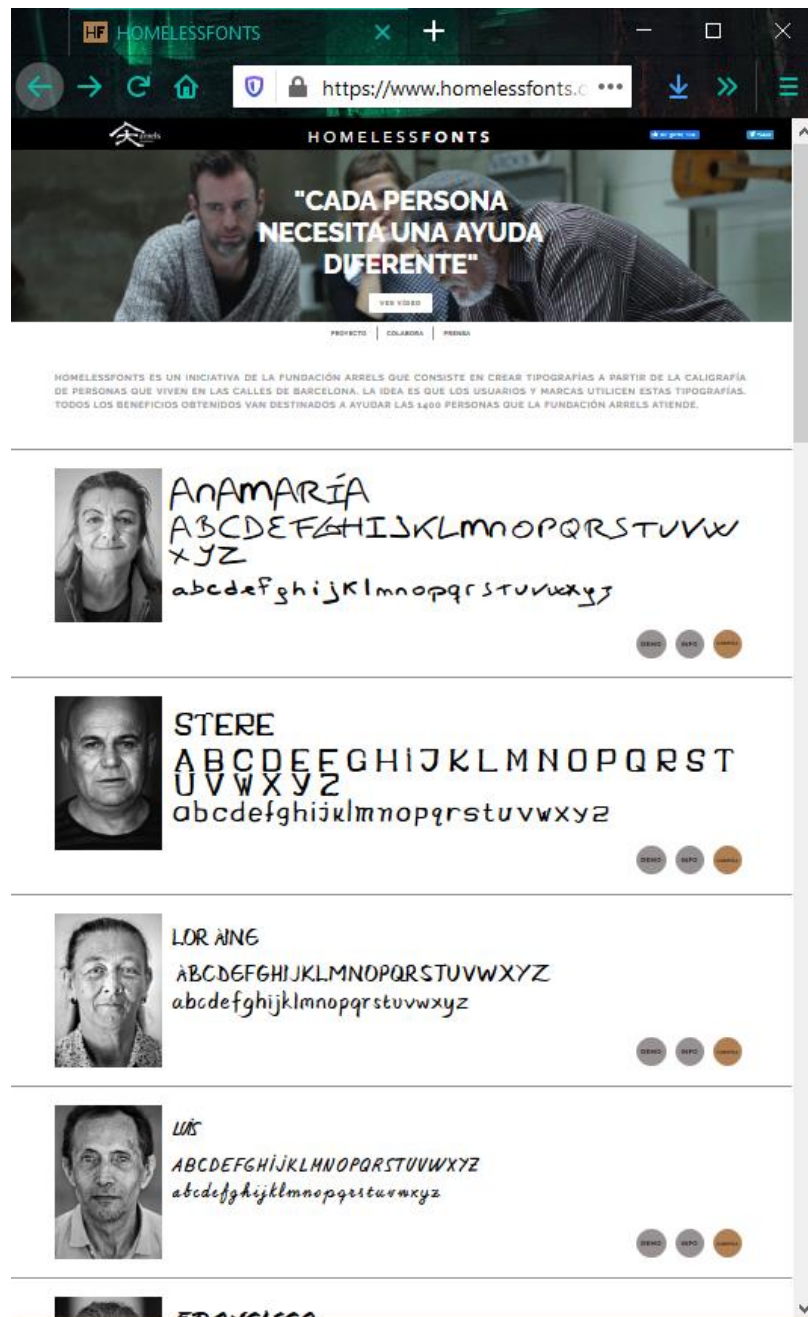 HF HOMELESSFONTS
https://www.homelessfonts.o
arrels
HOMELESSFONTS
"CADA PERSONA
NECESITA UNA AYUDA
DIFERENTE"
VER VÍDEO
PROYECTO | COLABORA | PRENSA
HOMELESSFONTS ES UN INICIATIVA DE LA FUNDACIÓN ARRELS QUE CONSISTE EN CREAR TIPOGRAFÍAS A PARTIR DE LA CALIGRAFÍA
DE PERSONAS QUE VIVEN EN LAS CALLES DE BARCELONA. LA IDEA ES QUE LOS USUARIOS Y MARCAS UTILICEN ESTAS TIPOGRAFÍAS.
TODOS LOS BENEFICIOS OBTENIDOS VAN DESTINADOS A AYUDAR LAS 1400 PERSONAS QUE LA FUNDACIÓN ARRELS ATIENDE.
ANAMARÍA
ABCDEFGHIJKLMNOPQRSTUVW
XYZ
abcdefghijklmnopqrstuvwxyz
DEMO INFO
STERE
ABCDEFGHIJKLMNOPQRST
UVWXYZ
abcdefghijklmnopqrstuvwxyz
DEMO INFO
LORAINE
ABCDEFGHIJKLMNOPQRSTUVWXYZ
abcdefghijklmnopqrstuvwxyz
DEMO INFO
LUIS
ABCDEFGHIJKLMNOPQRSTUVWXYZ
abcdefghijklmnopqrstuvwxyz
DEMO INFO